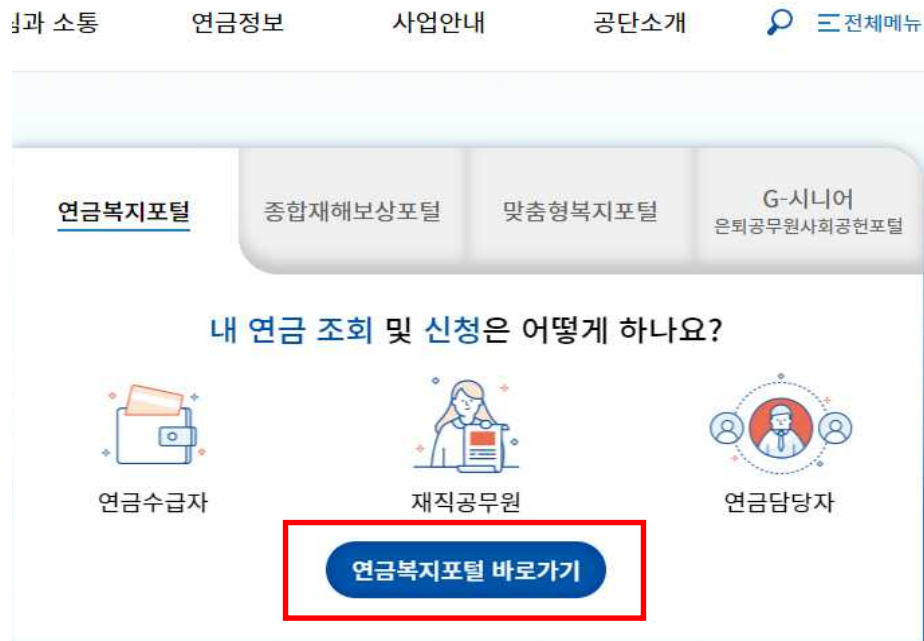 과 소통 연금정보 사업안내 공단소개 전체메뉴
연금복지포털 종합재해보상포털 맞춤형복지포털 G-시니어
은퇴공무원사회공헌포털
내 연금 조회 및 신청은 어떻게 하나요?
연금수급자 재직공무원 연금담당자
연금복지포털 바로가기